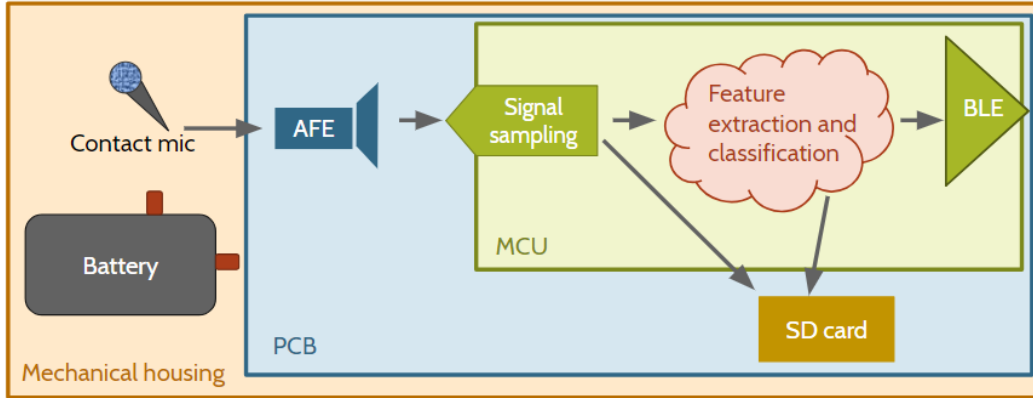 Contact mic
AFE
Signal
sampling
Feature
extraction and
classification
BLE
MCU
Battery
SD card
PCB
Mechanical housing